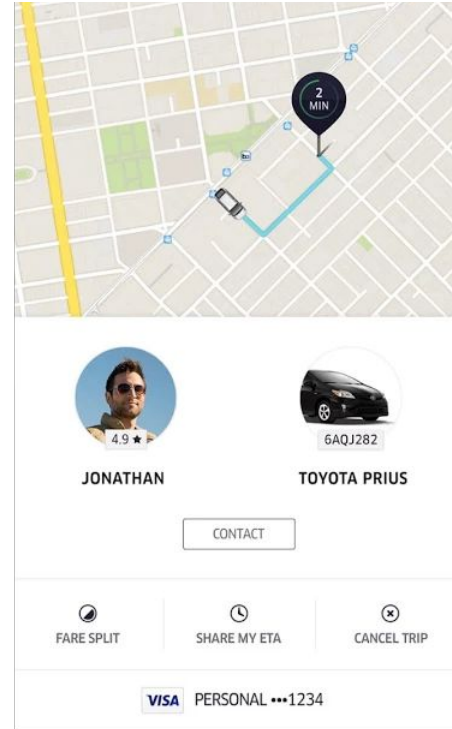 2
MIN
4.9 ★
6AQJ282
JONATHAN
TOYOTA PRIUS
CONTACT
FARE SPLIT
SHARE MY ETA
CANCEL TRIP
VISA PERSONAL •••1234